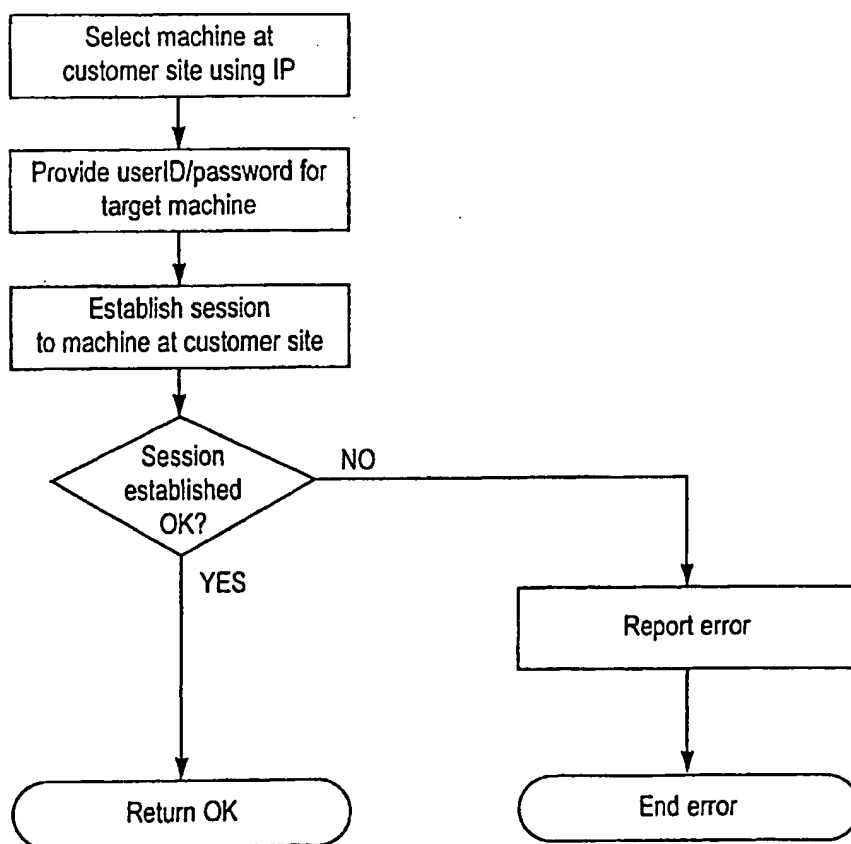 Select machine at
customer site using IP
Provide userID/password for
target machine
Establish session
to machine at customer site
Session
established
OK?
NO
YES
Report error
Return OK
End error